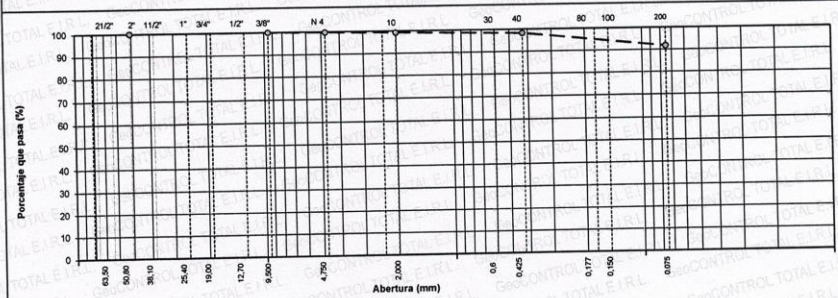 21/2" 2' 11/2" 1" 3/4" 1/2" 3/8" N 4 10 30 40 80 100 200
Porcentaje que pasa (%)
100
90
80
70
60
50
40
30
20
10
0
63,50 50,80 38,10 25,40 19,00 12,70 9,500 4,750 2,000 0,6 0,425 0,177 0,150 0.075
Abertura (mm)
GeoCONTROL TOTAL E.I.R.L